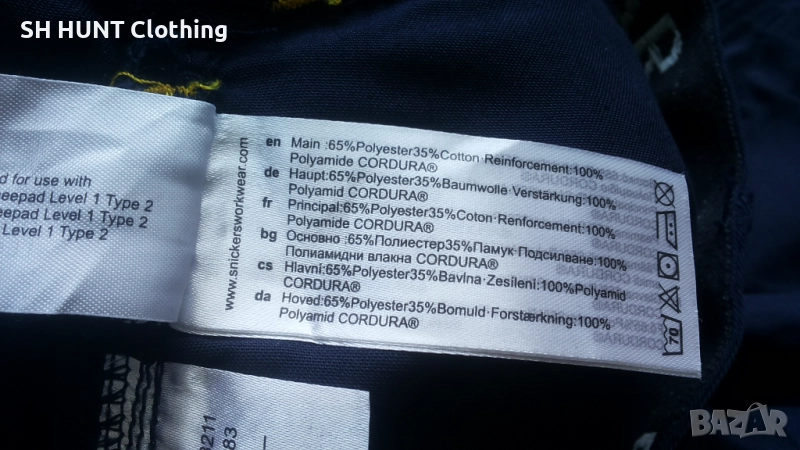 SH HUNT Clothing
d for use with
eepad Level 1 Type 2
eepad Level 1 Type 2
Level 1 Type 2
www.snickersworkwear.com
en Main :65%Polyester35%Cotton·Reinforcement:100%
Polyamide CORDURA®
de Haupt:65%Polyester35%Baumwolle·Verstärkung:100%
Polyamid CORDURA®
fr Principal:65%Polyester35%Coton·Renforcement:100%
Polyamide CORDURA®
bg Основно :65%Полиестер35%Памук·Подсилване:100%
Полиамидни влакна CORDURA®
cs Hlavní:65%Polyester35%Bavlna·Zesílení:100%Polyamid
CORDURA®
da Hoved:65%Polyester35%Bomuld·Forstærkning:100%
Polyamid CORDURA®
70
211
83
BAZAR